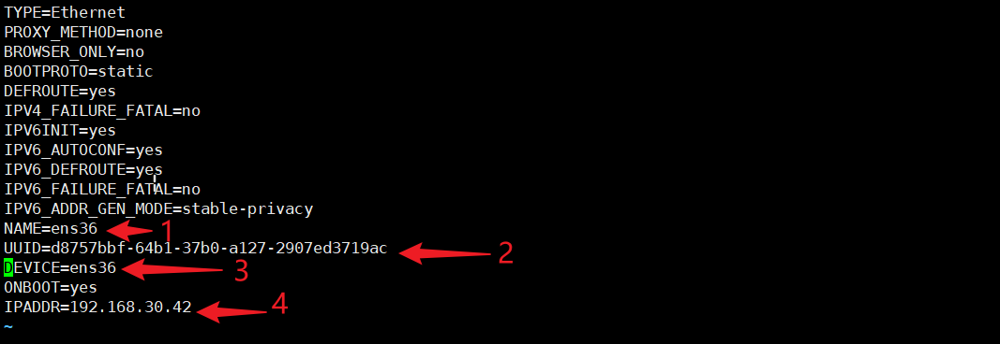 TYPE=Ethernet
PROXY_METHOD=none
BROWSER_ONLY=no
BOOTPROTO=static
DEFROUTE=yes
IPV4_FAILURE_FATAL=no
IPV6INIT=yes
IPV6_AUTOCONF=yes
IPV6_DEFROUTE=yes
IPV6_FAILURE_FATAL=no
IPV6_ADDR_GEN_MODE=stable-privacy
NAME=ens36 1
UUID=d8757bbf-64b1-37b0-a127-2907ed3719ac 2
DEVICE=ens36 3
ONBOOT=yes
IPADDR=192.168.30.42 4
~